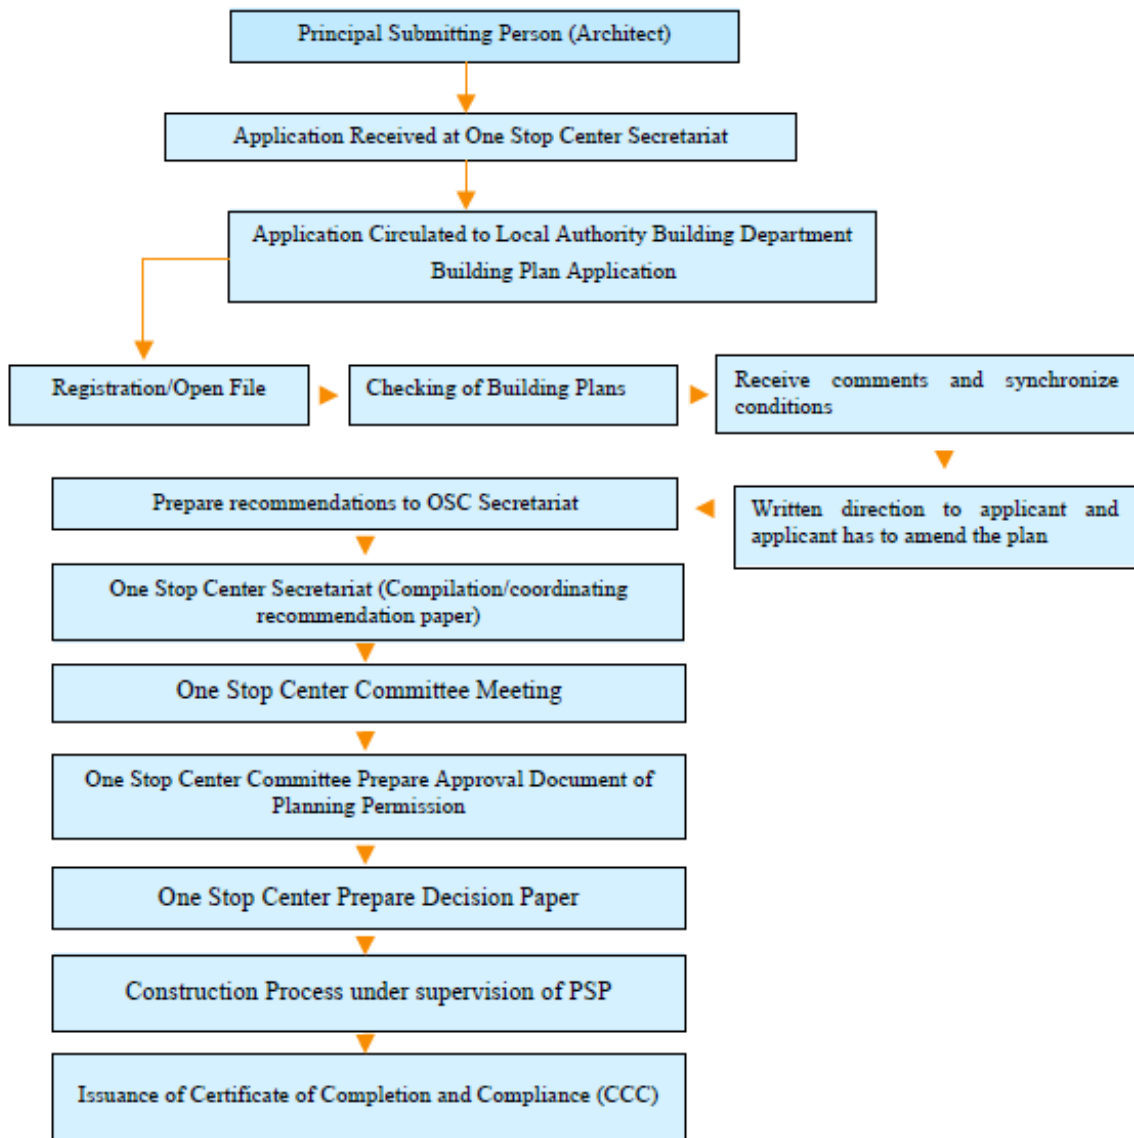 Principal Submitting Person (Architect)
Application Received at One Stop Center Secretariat
Application Circulated to Local Authority Building Department
Building Plan Application
Registration/Open File
Checking of Building Plans
Receive comments and synchronize
conditions
Written direction to applicant and
applicant has to amend the plan
Prepare recommendations to OSC Secretariat
One Stop Center Secretariat (Compilation/coordinating
recommendation paper)
One Stop Center Committee Meeting
One Stop Center Committee Prepare Approval Document of
Planning Permission
One Stop Center Prepare Decision Paper
Construction Process under supervision of PSP
Issuance of Certificate of Completion and Compliance (CCC)